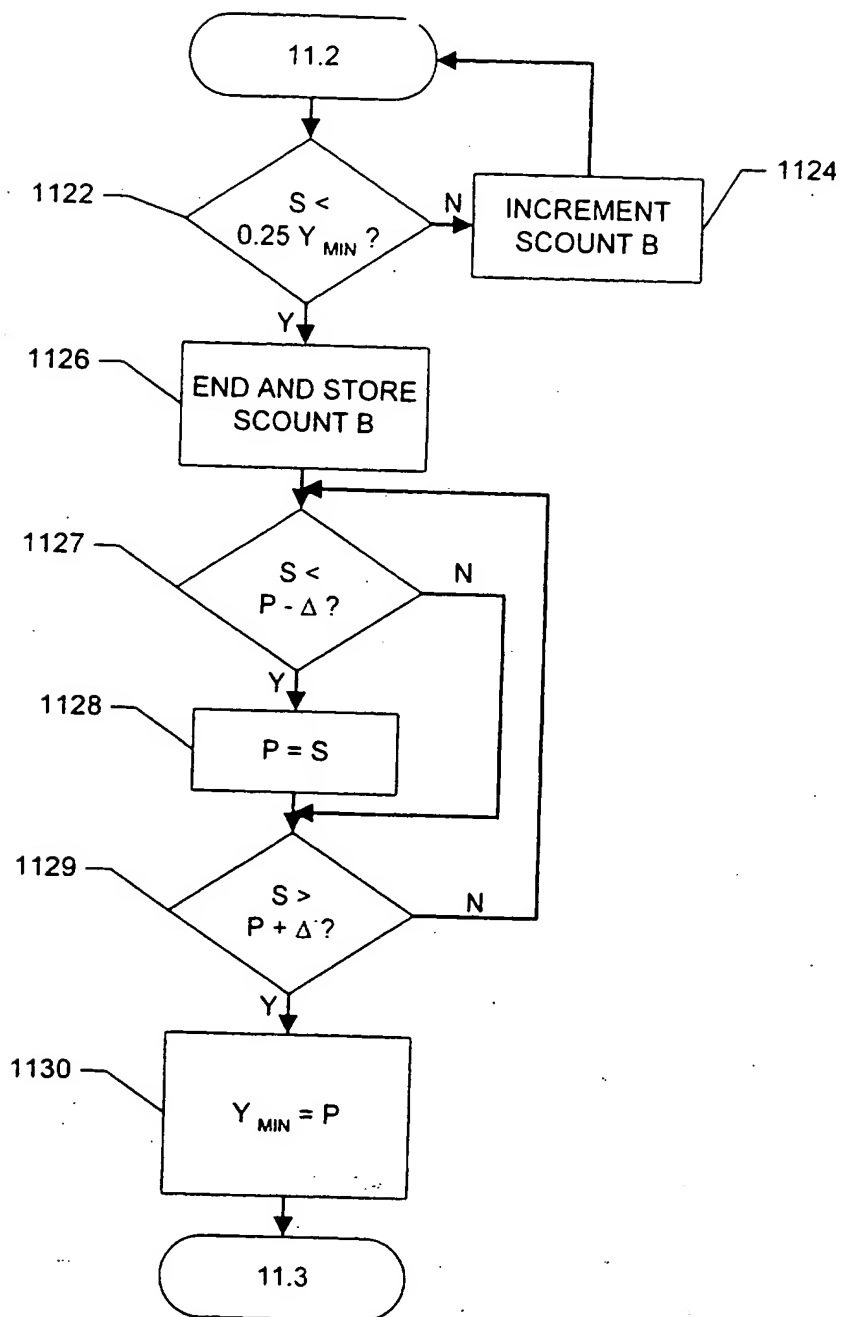 11.2
1122
S <
0.25 Y MIN ?
N
INCREMENT
SCOUNT B
1124
Y
1126
END AND STORE
SCOUNT B
1127
S <
P - Δ ?
N
Y
1128
P = S
1129
S >
P + Δ ?
N
Y
1130
Y MIN = P
11.3